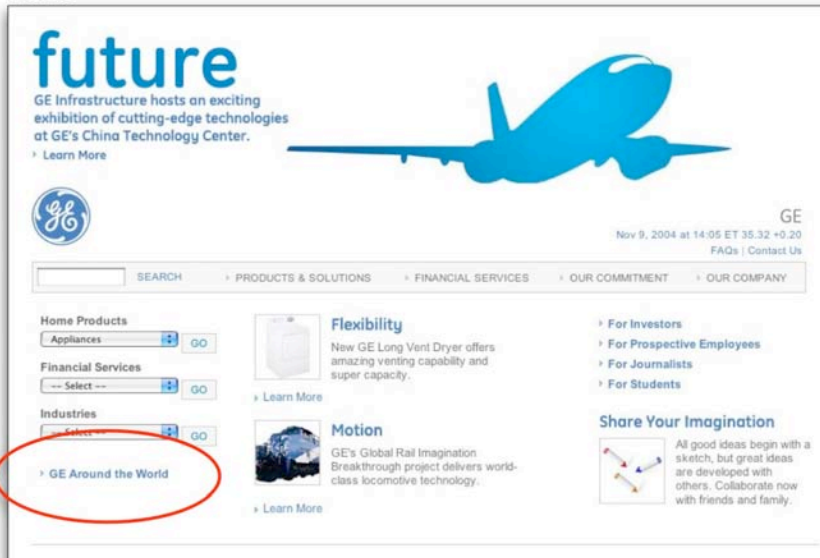 future
GE Infrastructure hosts an exciting
exhibition of cutting-edge technologies
at GE's China Technology Center.
Learn More
GE
GE
Nov 9, 2004 at 14:05 ET 35.32 +0.20
FAQs | Contact Us
SEARCH
PRODUCTS & SOLUTIONS
FINANCIAL SERVICES
OUR COMMITMENT
OUR COMPANY
Home Products
Appliances
GO
Financial Services
-- Select --
GO
Industries
-- Select --
GO
GE Around the World
Flexibility
New GE Long Vent Dryer offers
amazing venting capability and
super capacity.
Learn More
Motion
GE's Global Rail Imagination
Breakthrough project delivers world-
class locomotive technology.
Learn More
For Investors
For Prospective Employees
For Journalists
For Students
Share Your Imagination
All good ideas begin with a
sketch, but great ideas
are developed with
others. Collaborate now
with friends and family.